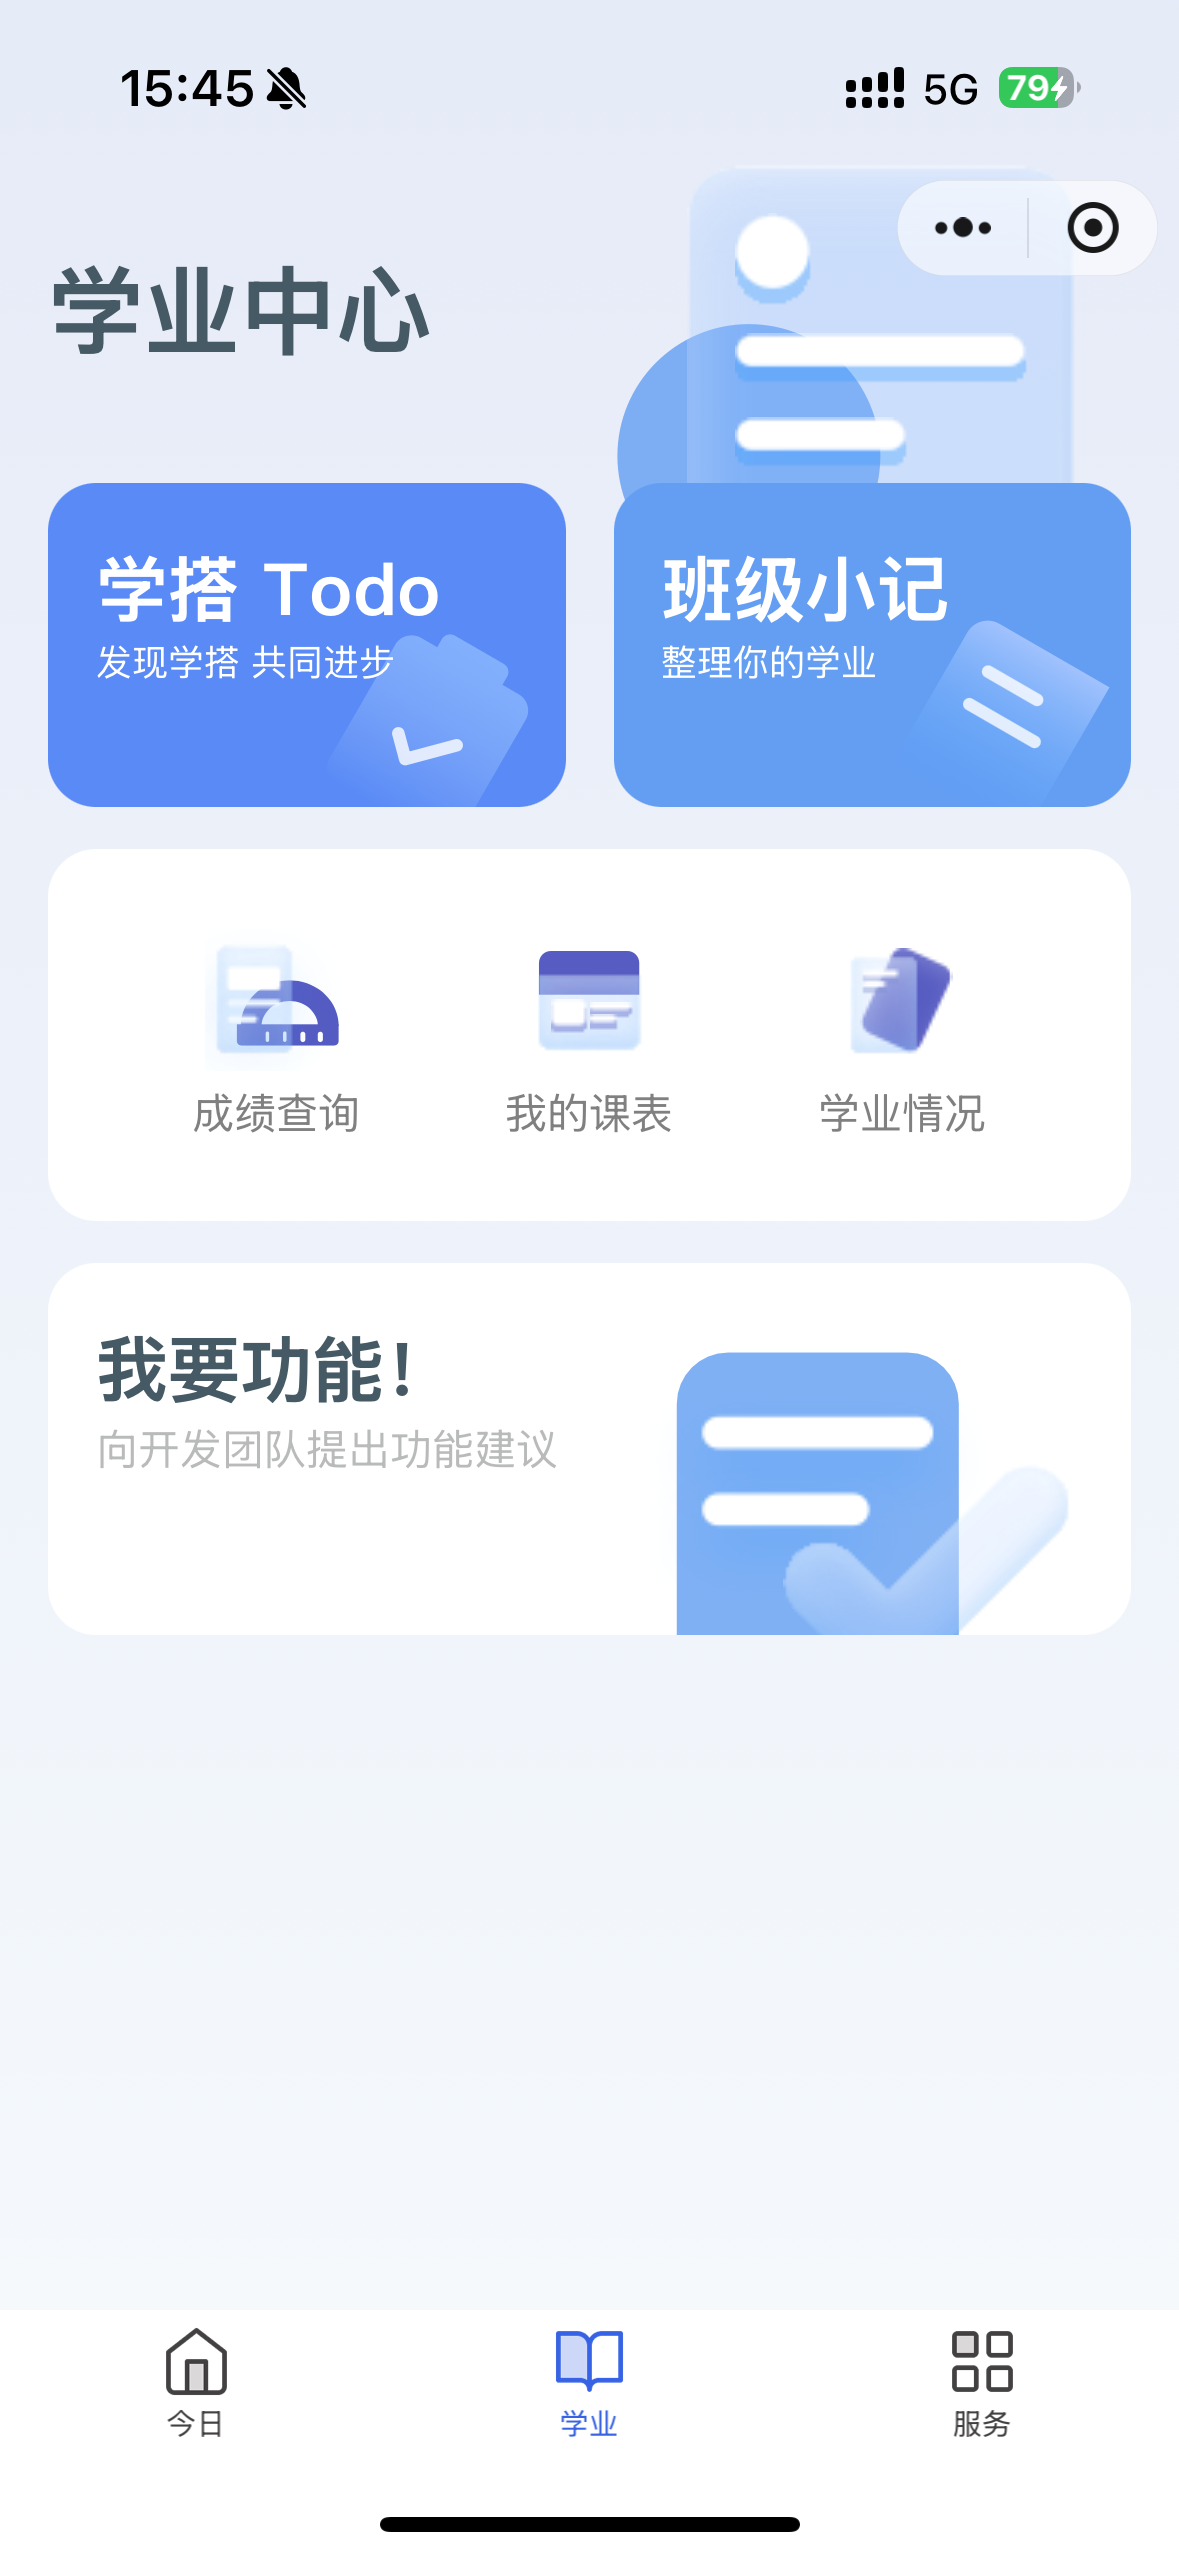 15:45
5G
79
学业中心
学搭 Todo
发现学搭 共同进步
班级小记
整理你的学业
成绩查询
我的课表
学业情况
我要功能！
向开发团队提出功能建议
今日
学业
服务